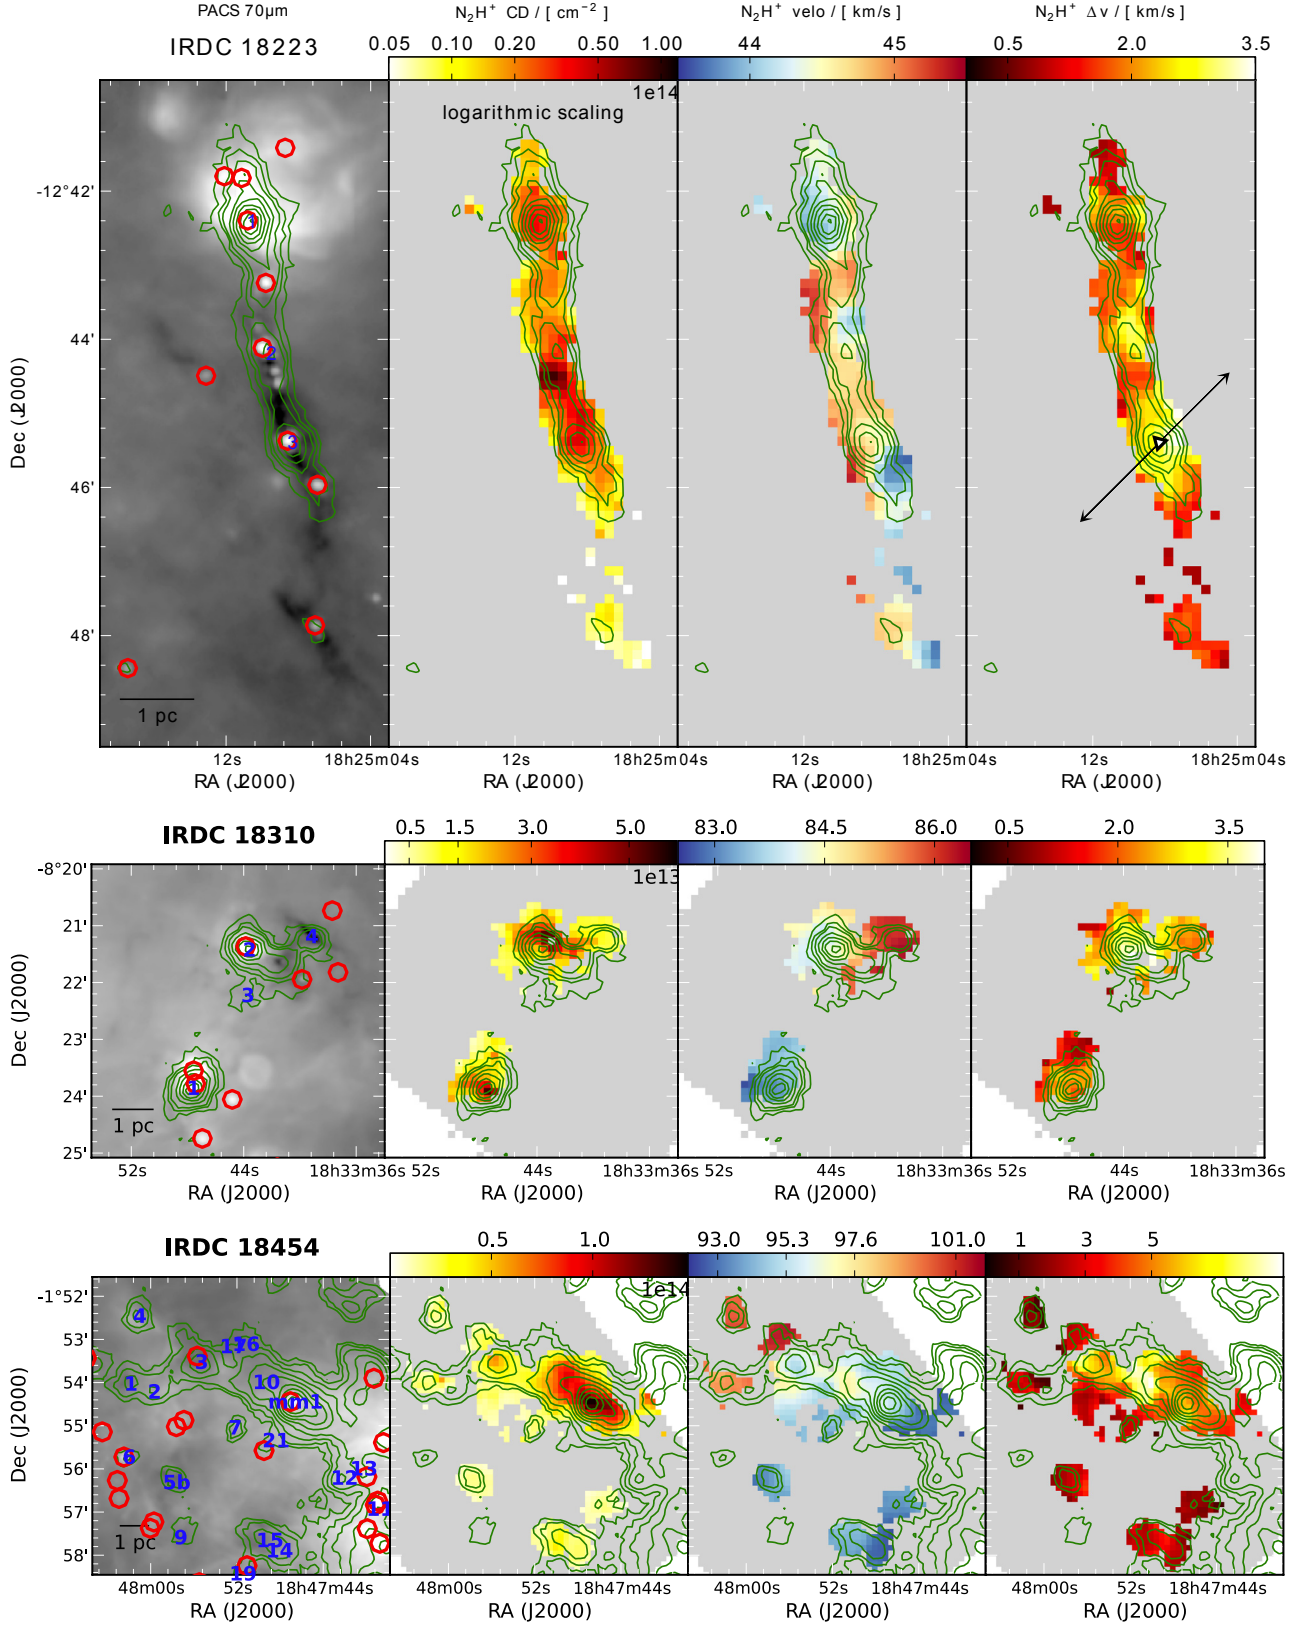 PACS 70μm
N₂H⁺ CD / [ cm⁻² ]
N₂H⁺ velo / [ km/s ]
N₂H⁺ Δv / [ km/s ]
IRDC 18223
0.05 0.10 0.20 0.50 1.00
44 45
0.5 2.0 3.5
1e14
logarithmic scaling
-12°42'
44'
46'
48'
Dec (J2000)
1
2
3
1 pc
12s 18h25m04s
12s 18h25m04s
12s 18h25m04s
12s 18h25m04s
RA (J2000)
RA (J2000)
RA (J2000)
RA (J2000)
IRDC 18310
0.5 1.5 3.0 5.0
83.0 84.5 86.0
0.5 2.0 3.5
1e13
-8°20'
21'
22'
23'
24'
25'
Dec (J2000)
4
2
3
1
1 pc
52s 44s 18h33m36s
52s 44s 18h33m36s
52s 44s 18h33m36s
52s 44s 18h33m36s
RA (J2000)
RA (J2000)
RA (J2000)
RA (J2000)
IRDC 18454
0.5 1.0
93.0 95.3 97.6 101.0
1 3 5
1e14
-1°52'
53'
54'
55'
56'
57'
58'
Dec (J2000)
4
17 16
3
1 2 10
mm1
7
21
6
5b
13
12
11
9
15
14
19
1 pc
48m00s 52s 18h47m44s
48m00s 52s 18h47m44s
48m00s 52s 18h47m44s
48m00s 52s 18h47m44s
RA (J2000)
RA (J2000)
RA (J2000)
RA (J2000)